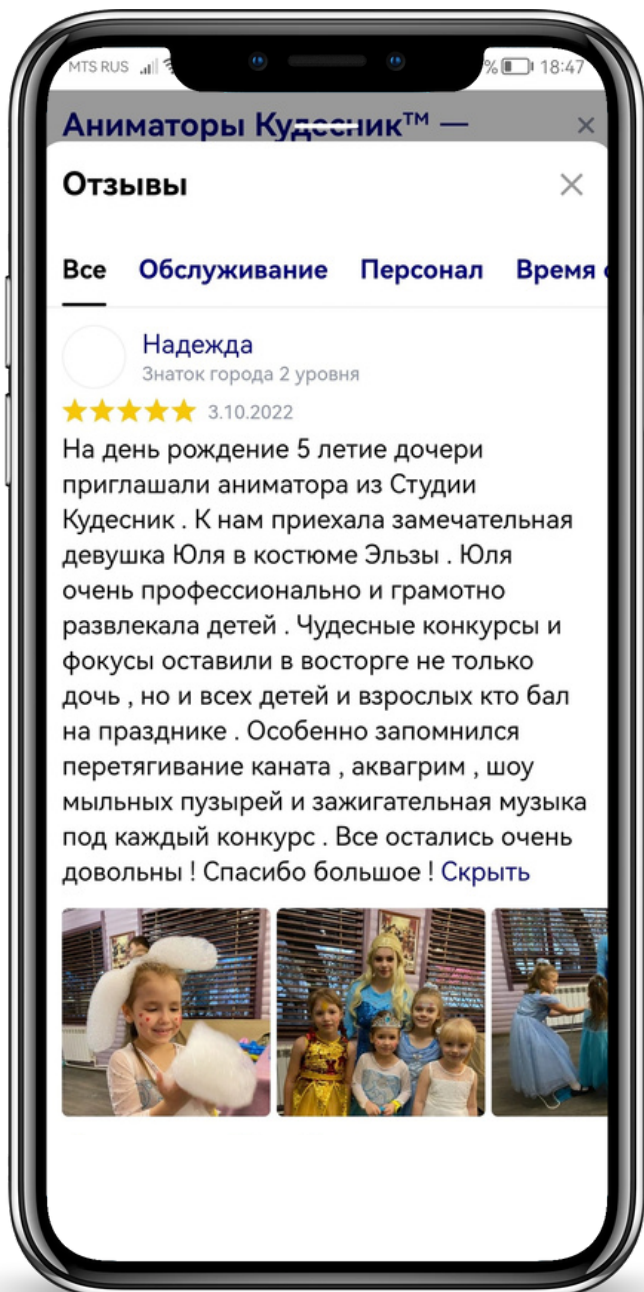 MTS RUS % 18:47
Аниматоры Кудесник™ —
Отзывы
Все Обслуживание Персонал Время
Надежда
Знаток города 2 уровня
3.10.2022
На день рождение 5 летие дочери
приглашали аниматора из Студии
Кудесник . К нам приехала замечательная
девушка Юля в костюме Эльзы . Юля
очень профессионально и грамотно
развлекала детей . Чудесные конкурсы и
фокусы оставили в восторге не только
дочь , но и всех детей и взрослых кто бал
на празднике . Особенно запомнился
перетягивание каната , аквагрим , шоу
мыльных пузырей и зажигательная музыка
под каждый конкурс . Все остались очень
довольны ! Спасибо большое ! Скрыть